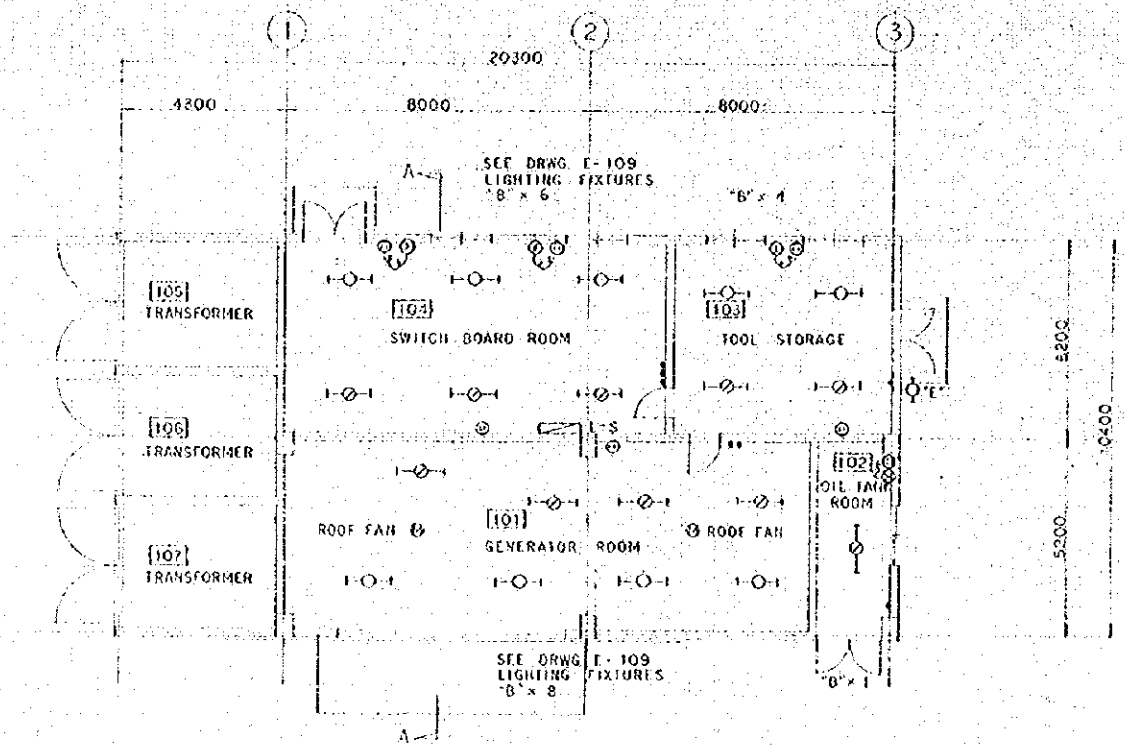 1
2
3
20300
4300
8000
8000
A
SEE DRWG. E-109
LIGHTING FIXTURES
"B" x 6
"B" x 4
[105]
TRANSFORMER
[103]
SWITCH BOARD ROOM
[103]
TOOL STORAGE
5200
"E"
10400
[106]
TRANSFORMER
L-S
[102]
OIL TANK
ROOM
ROOF FAN
[101]
GENERATOR ROOM
ROOF FAN
[107]
TRANSFORMER
5200
SEE DRWG E-109
LIGHTING FIXTURES
"B" x 8
"B" x 1
A